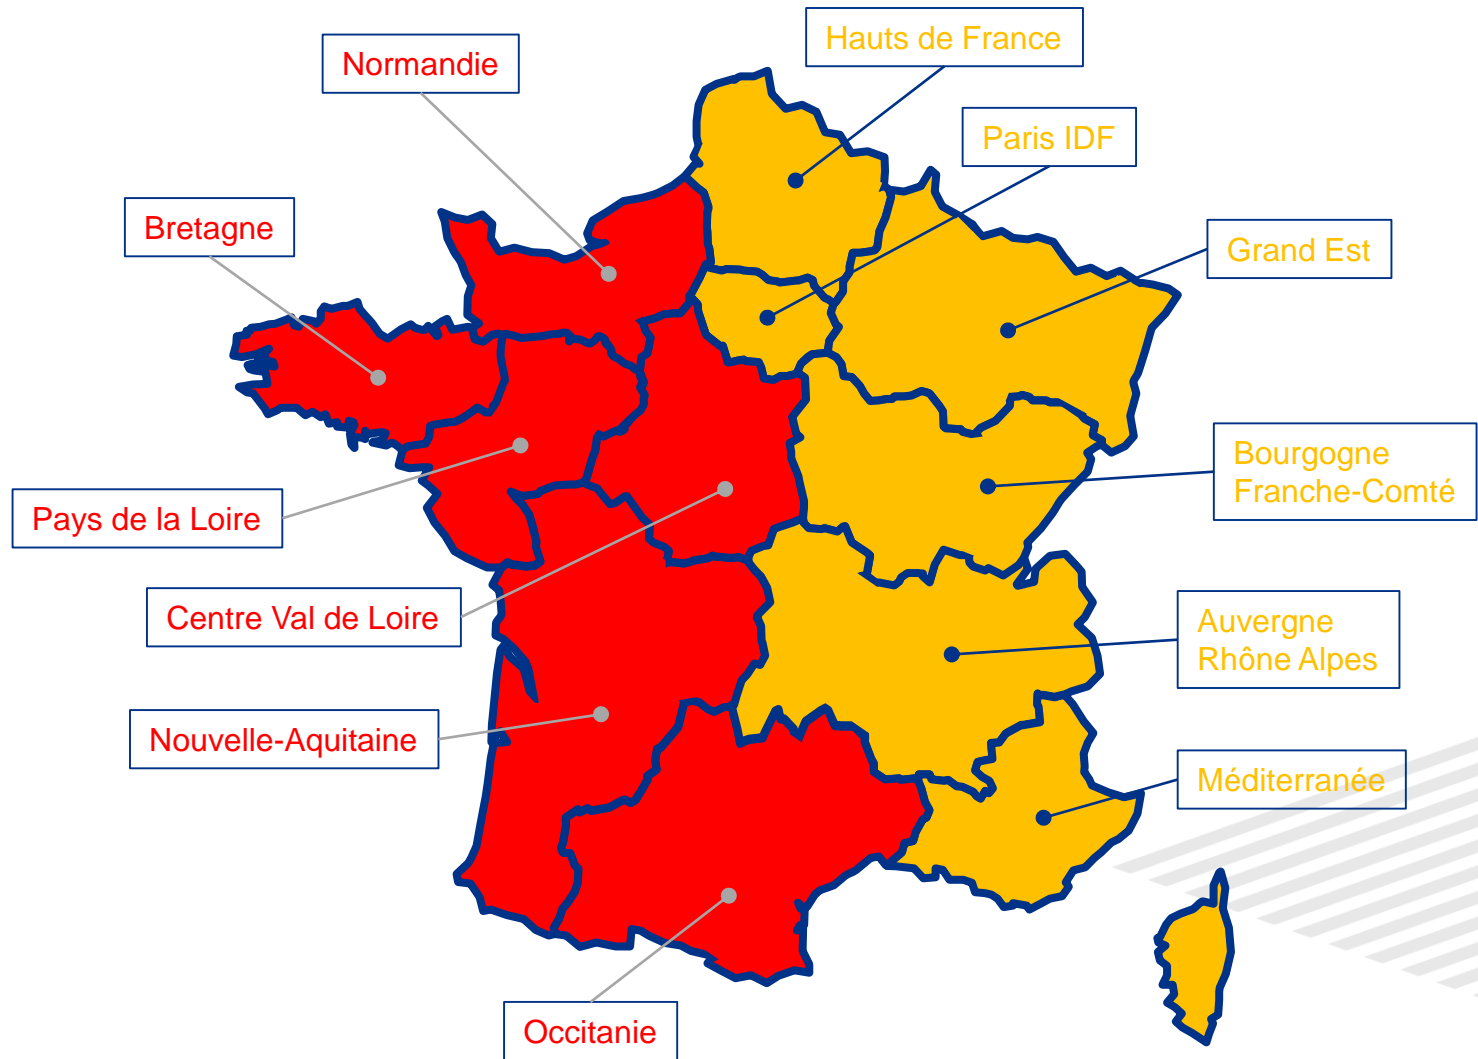 Hauts de France
Normandie
Paris IDF
Bretagne
Grand Est
Bourgogne
Franche-Comté
Pays de la Loire
Centre Val de Loire
Auvergne
Rhône Alpes
Nouvelle-Aquitaine
Méditerranée
Occitanie